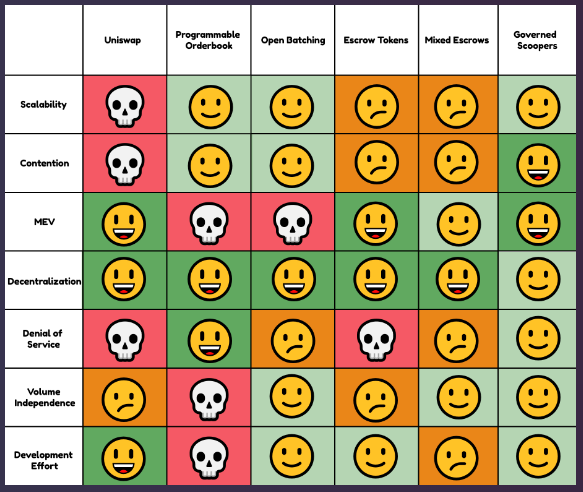 Uniswap
Programmable
Orderbook
Open Batching
Escrow Tokens
Mixed Escrows
Governed
Scoopers
Scalability
Contention
MEV
Decentralization
Denial of
Service
Volume
Independence
Development
Effort